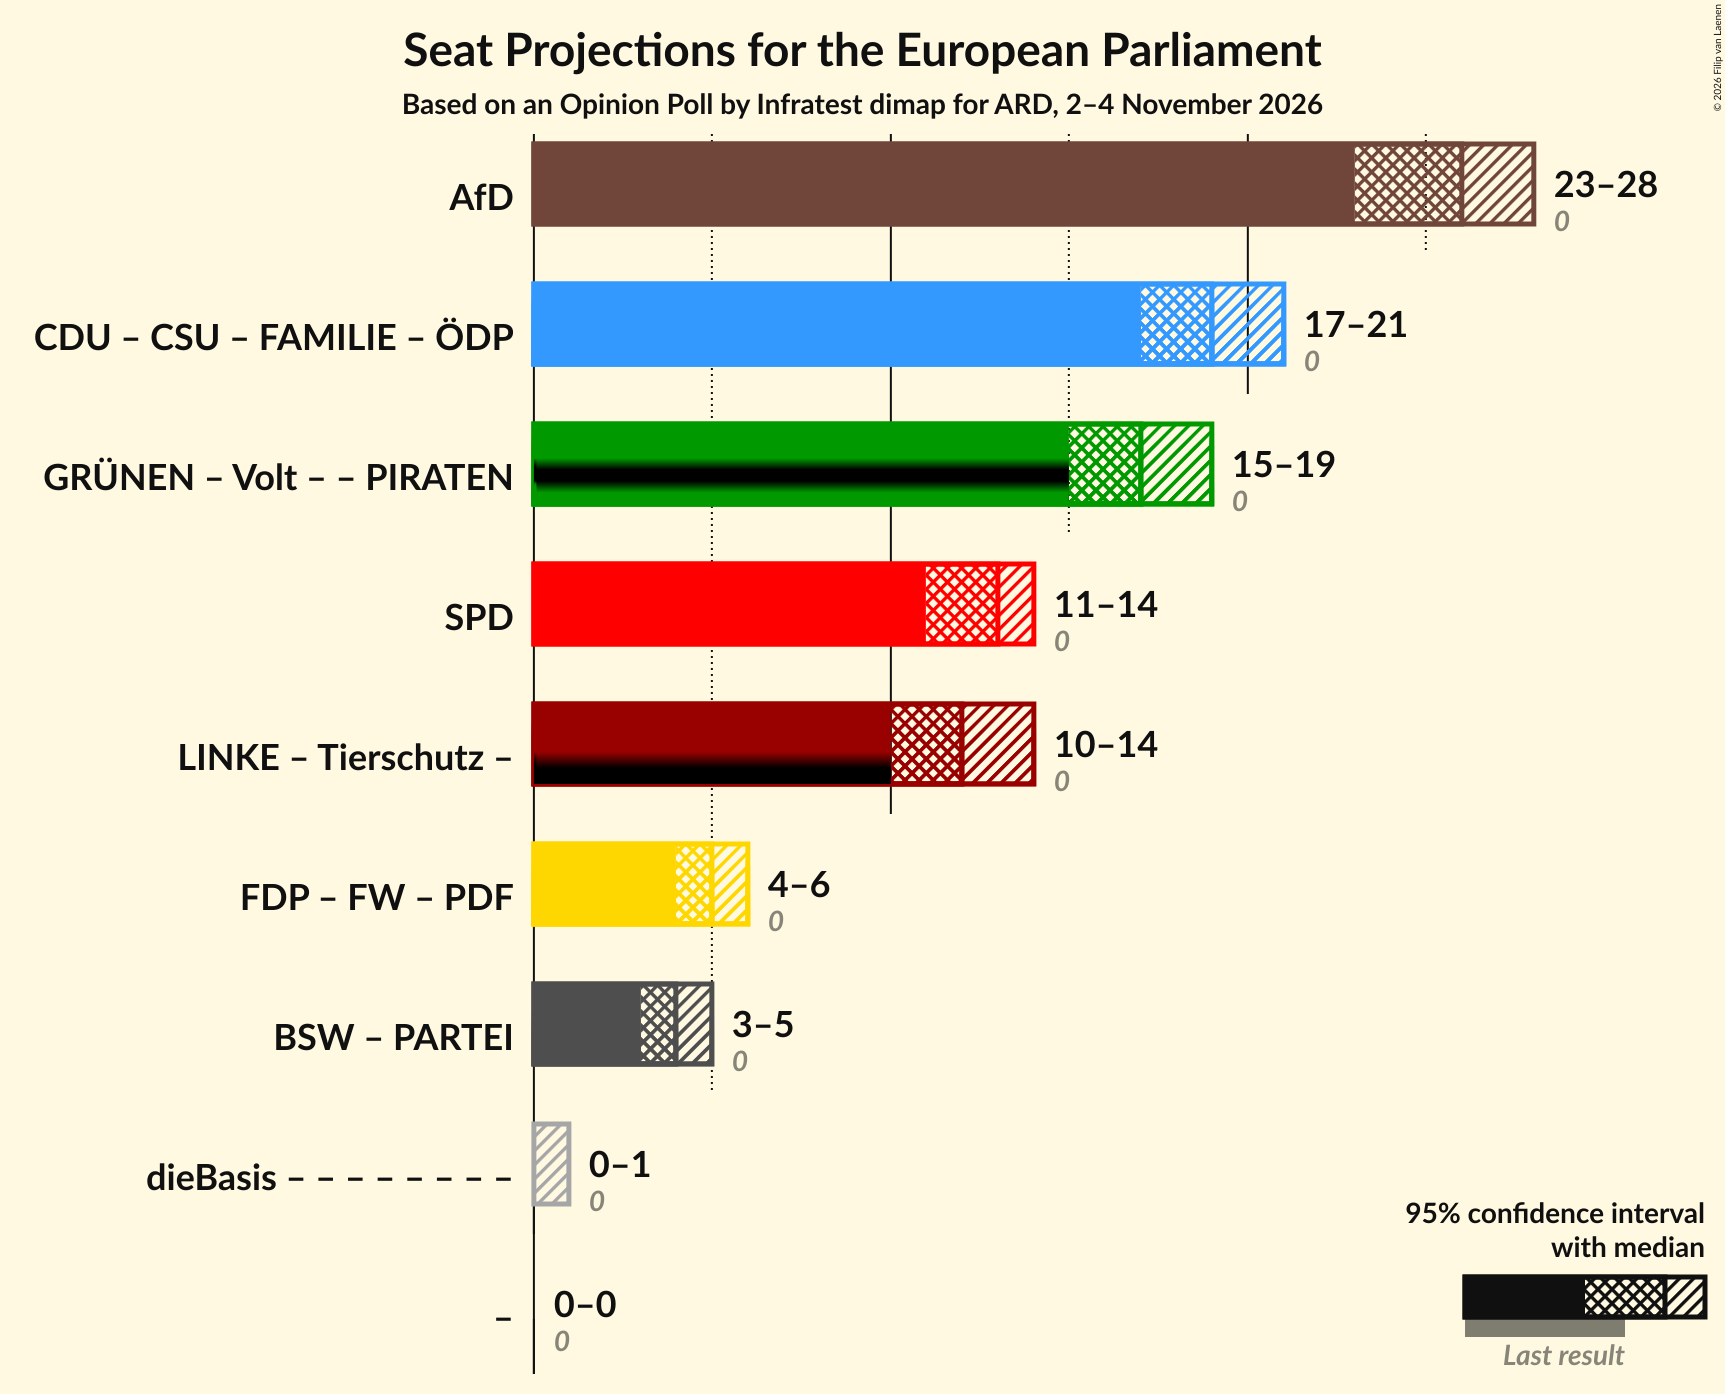 Seat Projections for the European Parliament
Based on an Opinion Poll by Infratest dimap for ARD, 2–4 November 2026
© 2026 Filip van Laenen
AfD
23–28
0
CDU – CSU – FAMILIE – ÖDP
17–21
0
GRÜNEN – Volt – – PIRATEN
15–19
0
SPD
11–14
0
LINKE – Tierschutz –
10–14
0
FDP – FW – PDF
4–6
0
BSW – PARTEI
3–5
0
dieBasis – – – – – – – –
0–1
0
–
0–0
0
95% confidence interval
with median
Last result